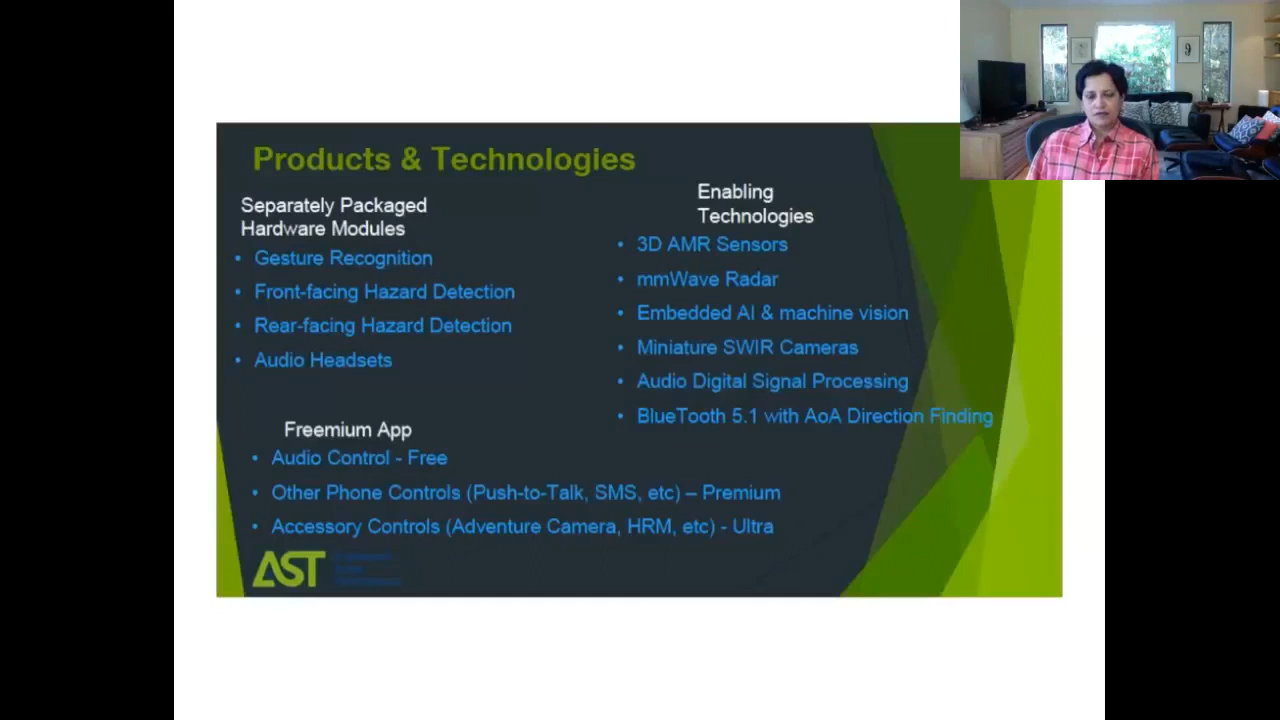 Products & Technologies
Separately Packaged
Hardware Modules
• Gesture Recognition
• Front-facing Hazard Detection
• Rear-facing Hazard Detection
• Audio Headsets
Enabling
Technologies
• 3D AMR Sensors
• mmWave Radar
• Embedded AI & machine vision
• Miniature SWIR Cameras
• Audio Digital Signal Processing
• BlueTooth 5.1 with AoA Direction Finding
Freemium App
• Audio Control - Free
• Other Phone Controls (Push-to-Talk, SMS, etc) – Premium
• Accessory Controls (Adventure Camera, HRM, etc) - Ultra
AST